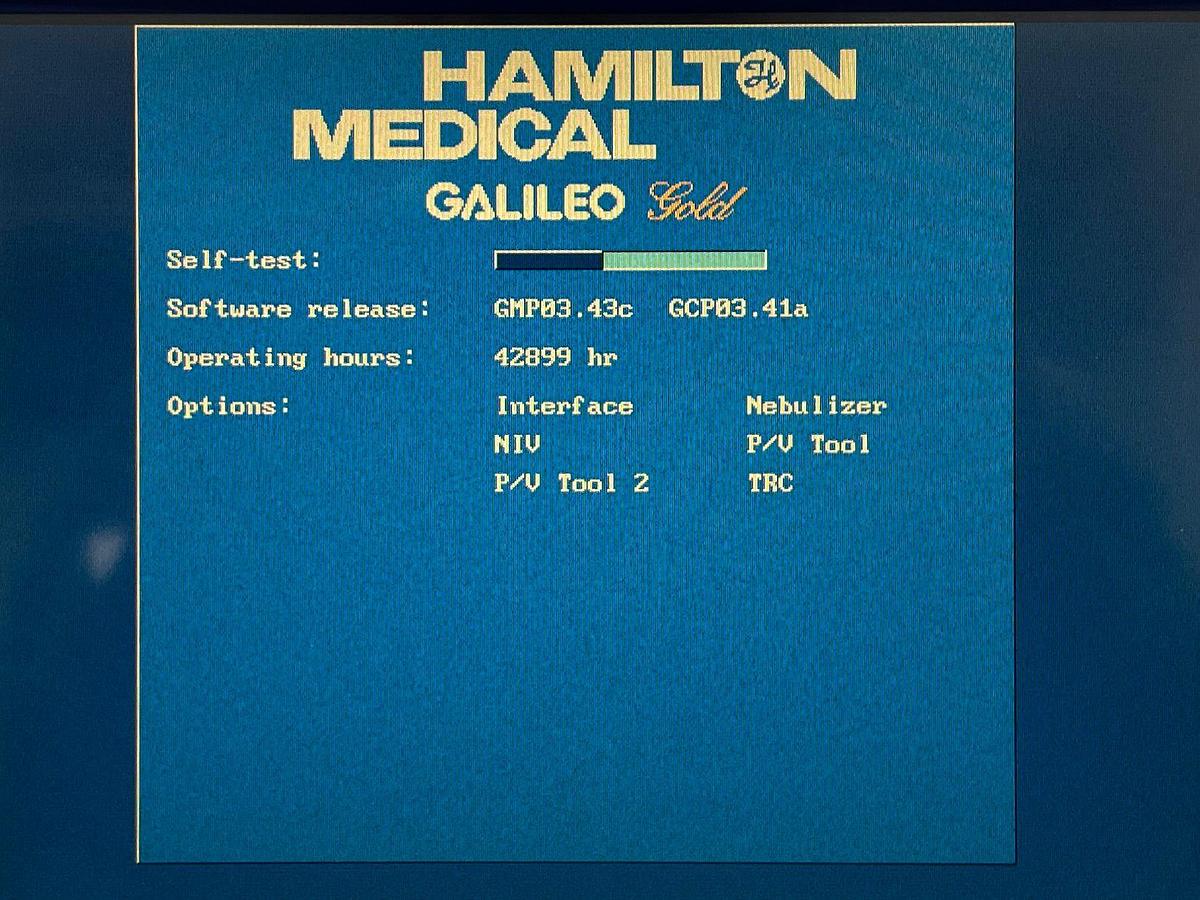 HAMILTON
MEDICAL
GALILEO Gold
Self-test:
Software release: GMP03.43c GCP03.41a
Operating hours: 42899 hr
Options: Interface Nebulizer
NIV P/V Tool
P/V Tool 2 TRC